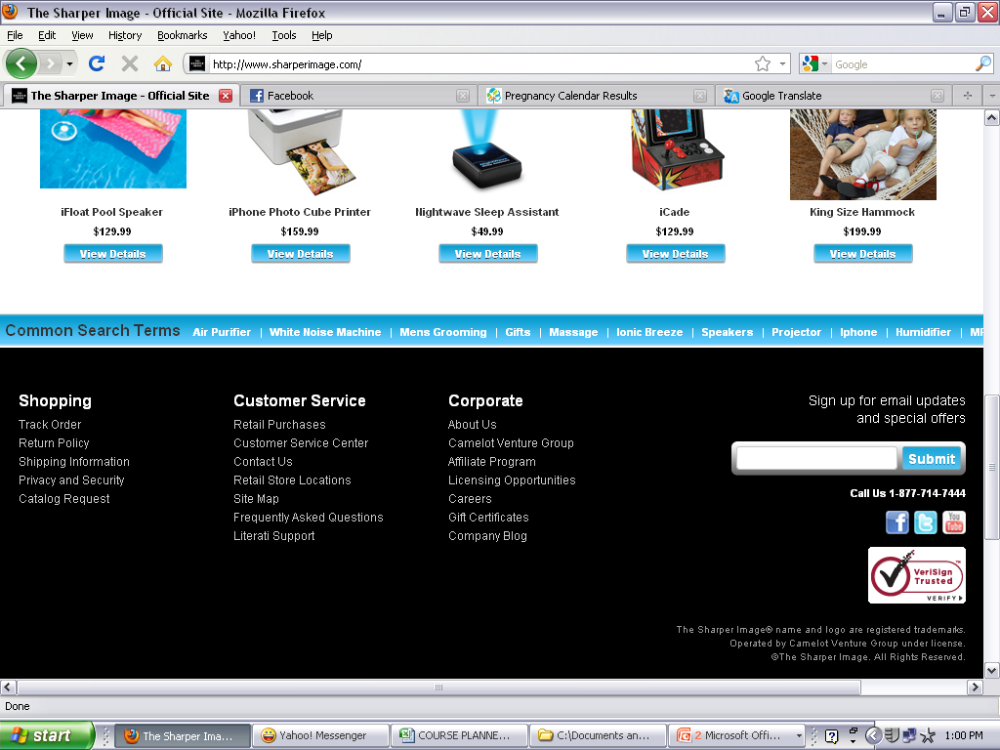 The Sharper Image - Official Site - Mozilla Firefox
File Edit View History Bookmarks Yahoo! Tools Help
http://www.sharperimage.com/
Google
The Sharper Image - Official Site
Facebook
Pregnancy Calendar Results
Google Translate
iFloat Pool Speaker
$129.99
View Details
iPhone Photo Cube Printer
$159.99
View Details
Nightwave Sleep Assistant
$49.99
View Details
iCade
$129.99
View Details
King Size Hammock
$199.99
View Details
Common Search Terms Air Purifier | White Noise Machine | Mens Grooming | Gifts | Massage | Ionic Breeze | Speakers | Projector | Iphone | Humidifier |
Shopping
Track Order
Return Policy
Shipping Information
Privacy and Security
Catalog Request
Customer Service
Retail Purchases
Customer Service Center
Contact Us
Retail Store Locations
Site Map
Frequently Asked Questions
Literati Support
Corporate
About Us
Camelot Venture Group
Affiliate Program
Licensing Opportunities
Careers
Gift Certificates
Company Blog
Sign up for email updates
and special offers
Submit
Call Us 1-877-714-7444
You
Tube
VeriSign
Trusted
VERIFY
The Sharper Image® name and logo are registered trademarks.
Operated by Camelot Venture Group under license.
©The Sharper Image. All Rights Reserved.
Done
start
The Sharper Ima...
Yahoo! Messenger
COURSE PLANNE...
C:\Documents an...
2 Microsoft Offi...
1:00 PM